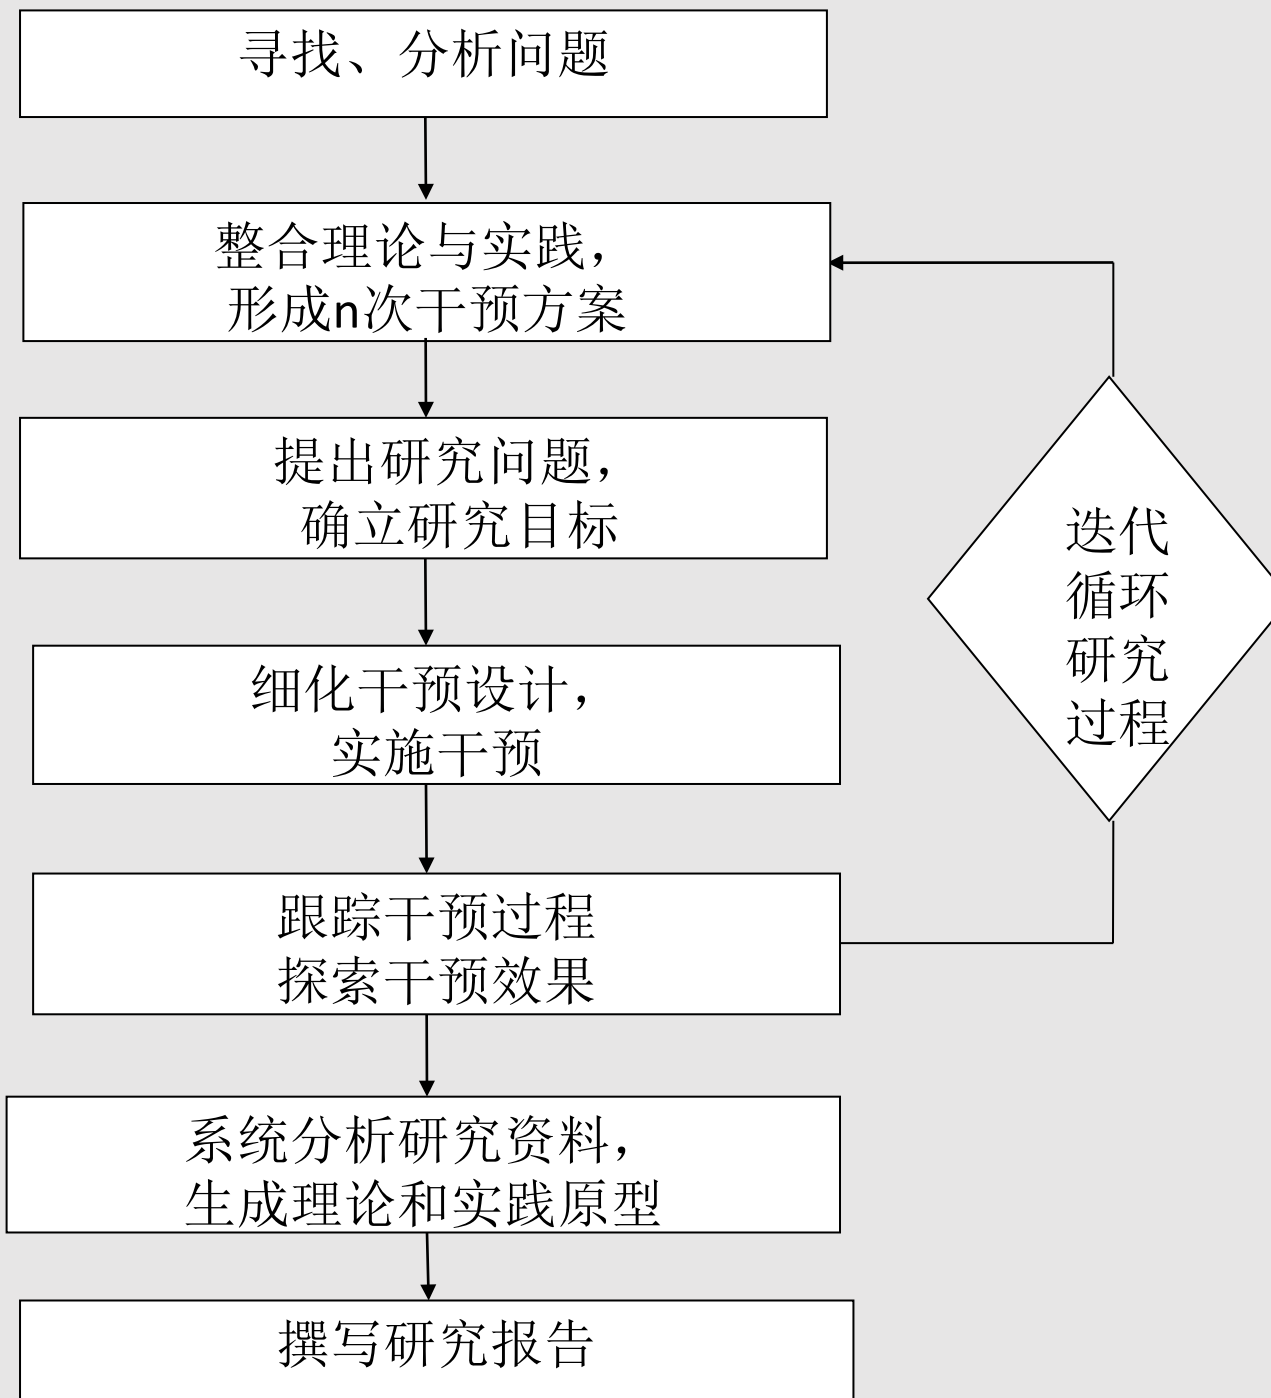 寻找、分析问题
整合理论与实践，
形成n次干预方案
提出研究问题，
确立研究目标
细化干预设计，
实施干预
跟踪干预过程
探索干预效果
系统分析研究资料，
生成理论和实践原型
撰写研究报告
迭代
循环
研究
过程